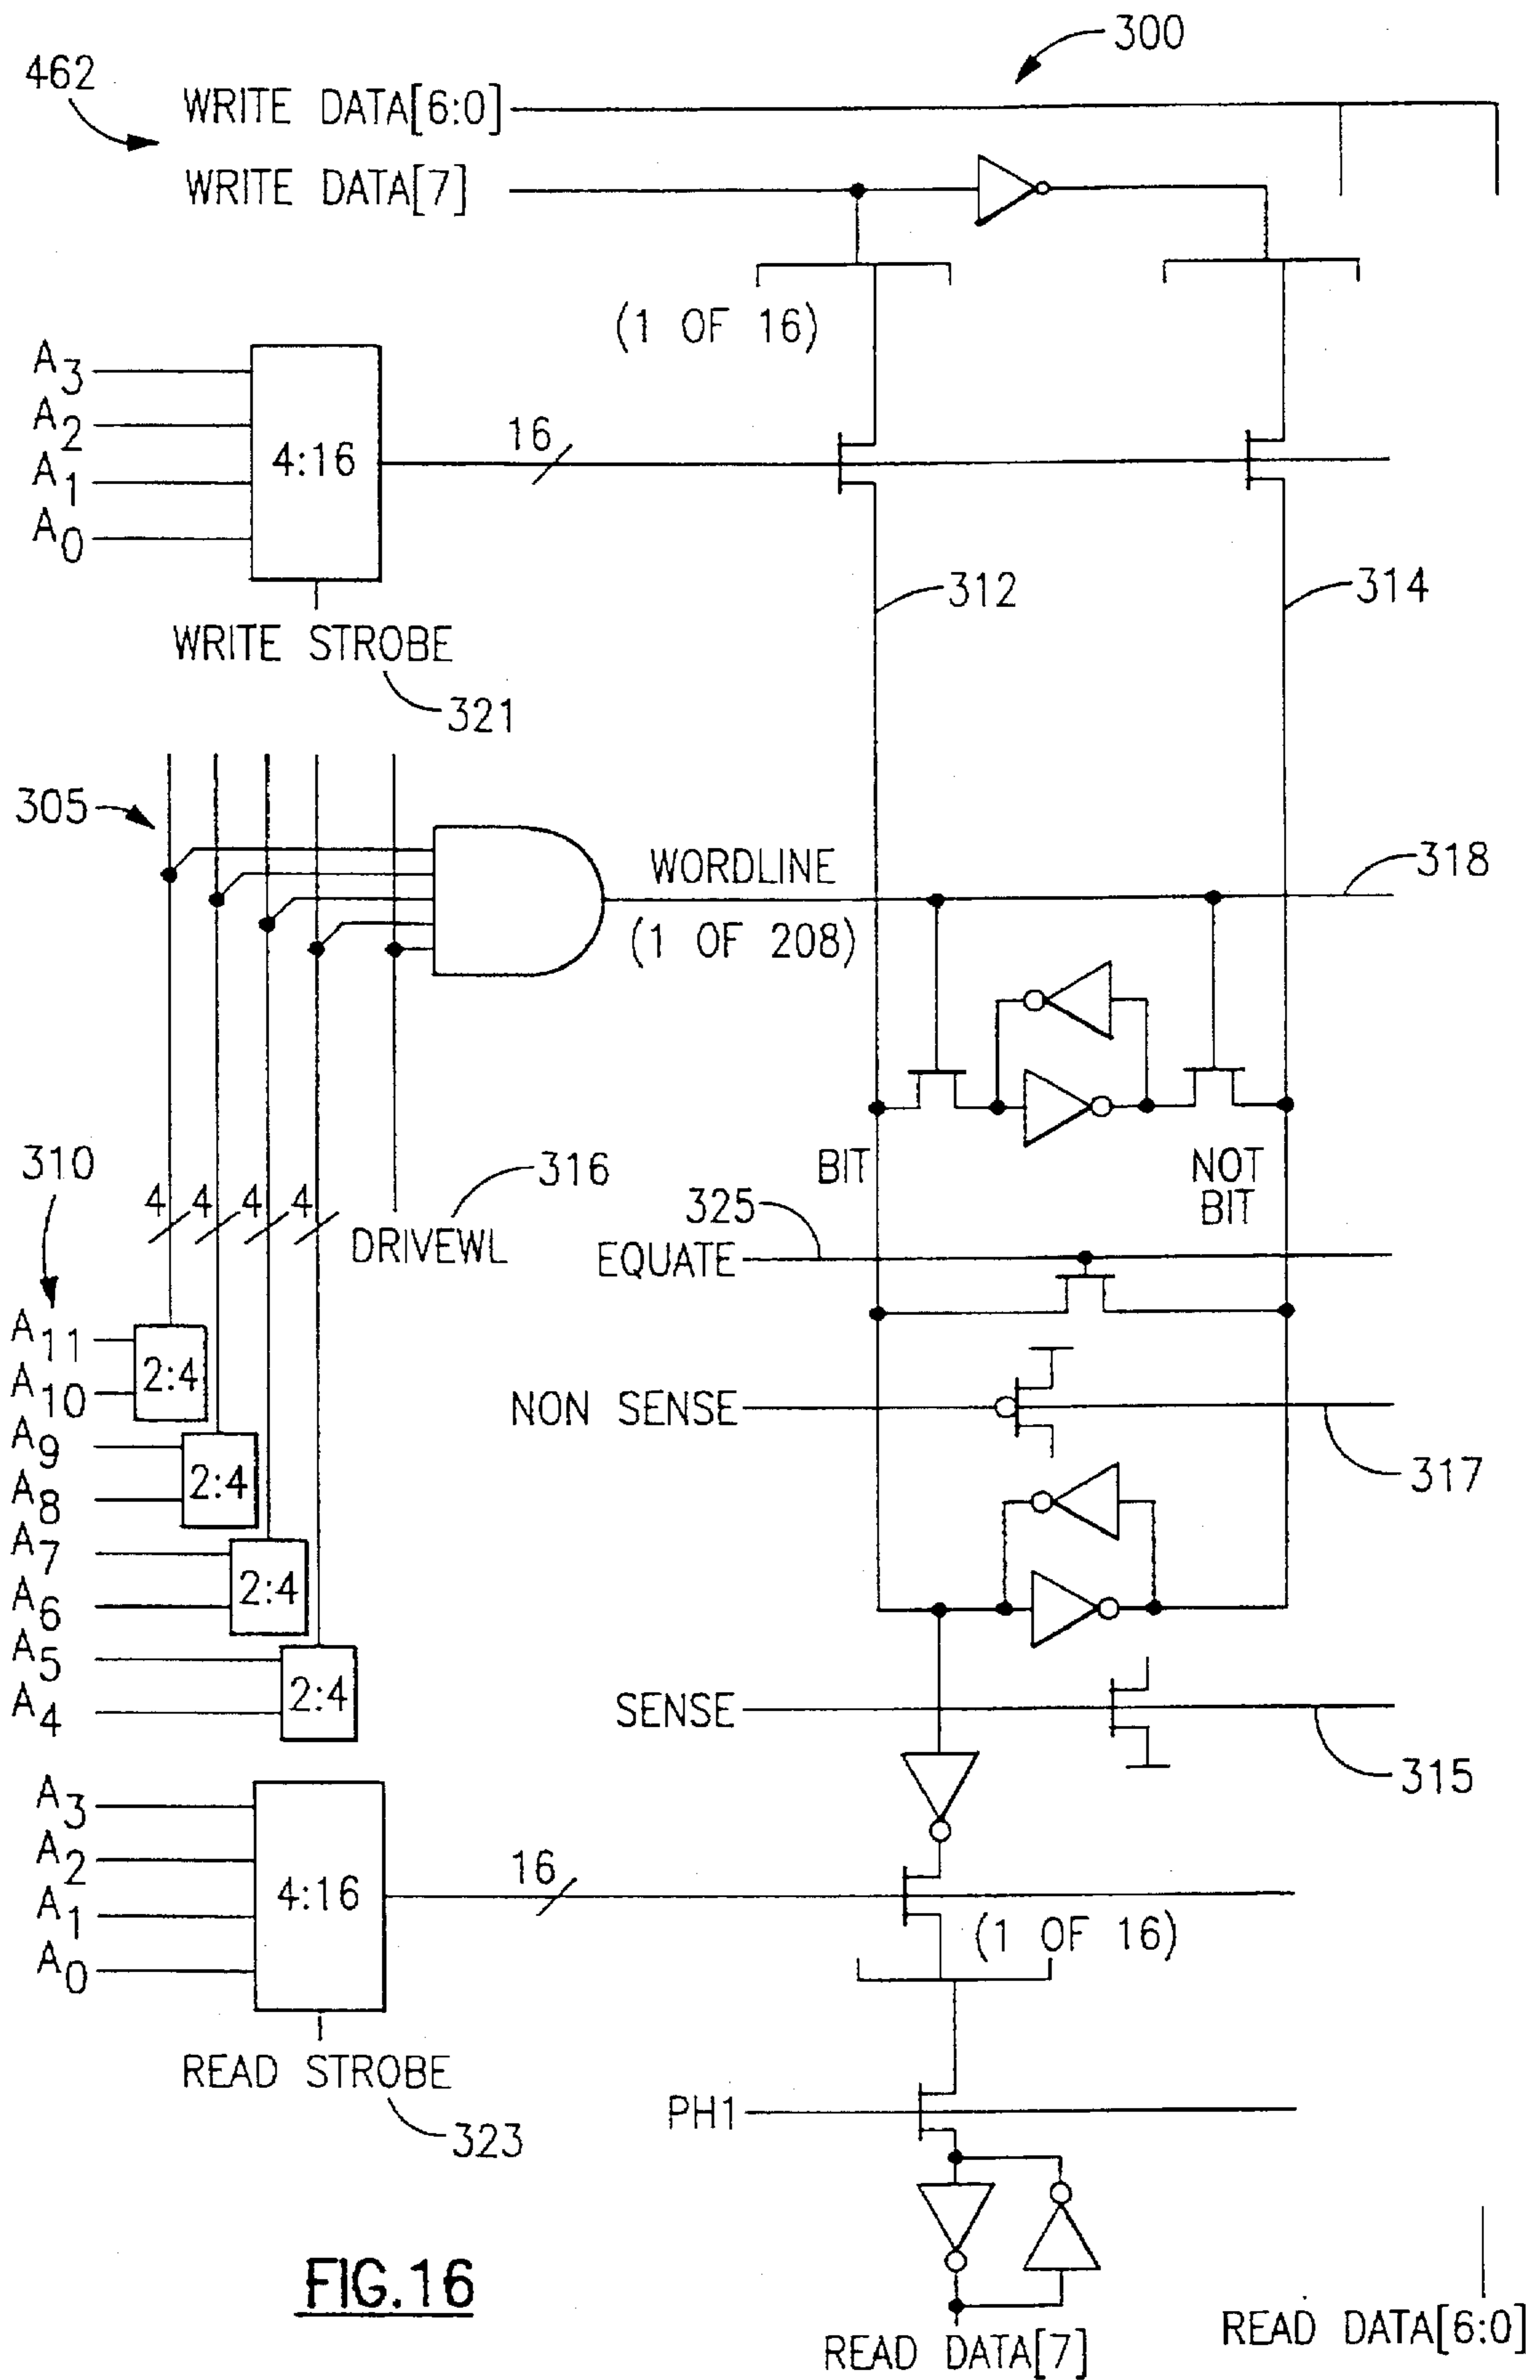 300
462
WRITE DATA[6:0]
WRITE DATA[7]
(1 OF 16)
A3
A2
A1
A0
4:16
16
312
314
WRITE STROBE
321
305
WORDLINE
(1 OF 208)
318
310
4 4 4 4
316
DRIVEWL
BIT
NOT
BIT
325
EQUATE
A11
A10
2:4
NON SENSE
317
A9
A8
2:4
A7
A6
2:4
A5
A4
2:4
SENSE
315
A3
A2
A1
A0
4:16
16
(1 OF 16)
READ STROBE
323
PH1
FIG.16
READ DATA[7]
READ DATA[6:0]